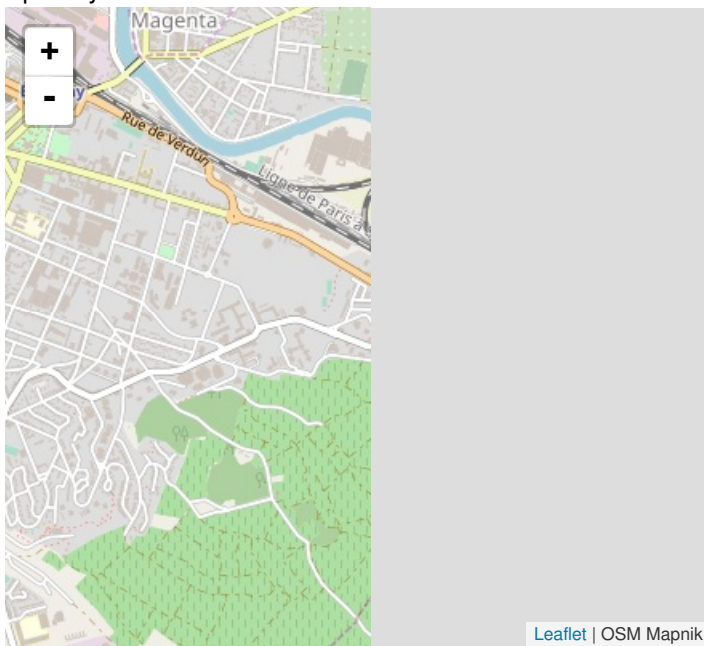 Magenta
+
-
Rue de Verdun
Ligne de Paris à
Leaflet | OSM Mapnik